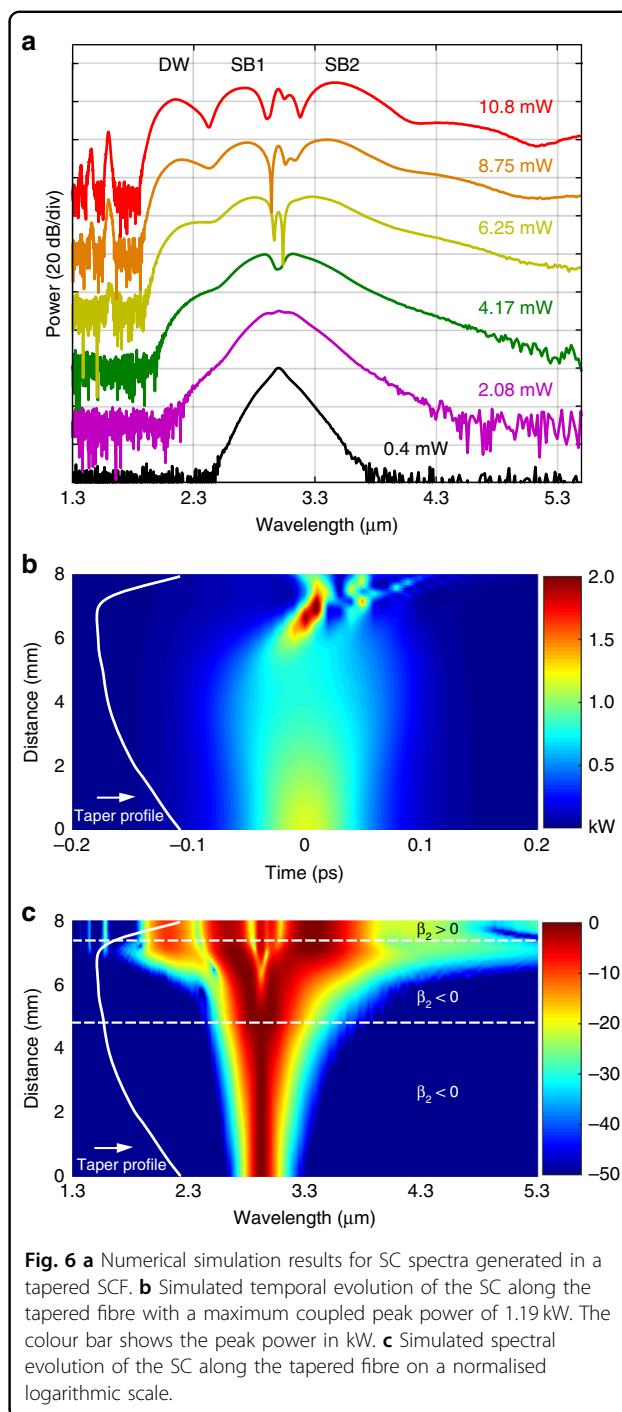 a
DW SB1 SB2
10.8 mW
8.75 mW
6.25 mW
4.17 mW
2.08 mW
0.4 mW
Power (20 dB/div)
1.3 2.3 3.3 4.3 5.3
Wavelength (μm)
b
8
6
4
2
0
Distance (mm)
Taper profile
2.0
1.5
1.0
0.5
kW
−0.2 −0.1 0 0.1 0.2
Time (ps)
c
8
6
4
2
0
Distance (mm)
β2 > 0
β2 < 0
β2 < 0
Taper profile
0
−10
−20
−30
−40
−50
1.3 2.3 3.3 4.3 5.3
Wavelength (μm)
Fig. 6 a Numerical simulation results for SC spectra generated in a
tapered SCF. b Simulated temporal evolution of the SC along the
tapered fibre with a maximum coupled peak power of 1.19 kW. The
colour bar shows the peak power in kW. c Simulated spectral
evolution of the SC along the tapered fibre on a normalised
logarithmic scale.